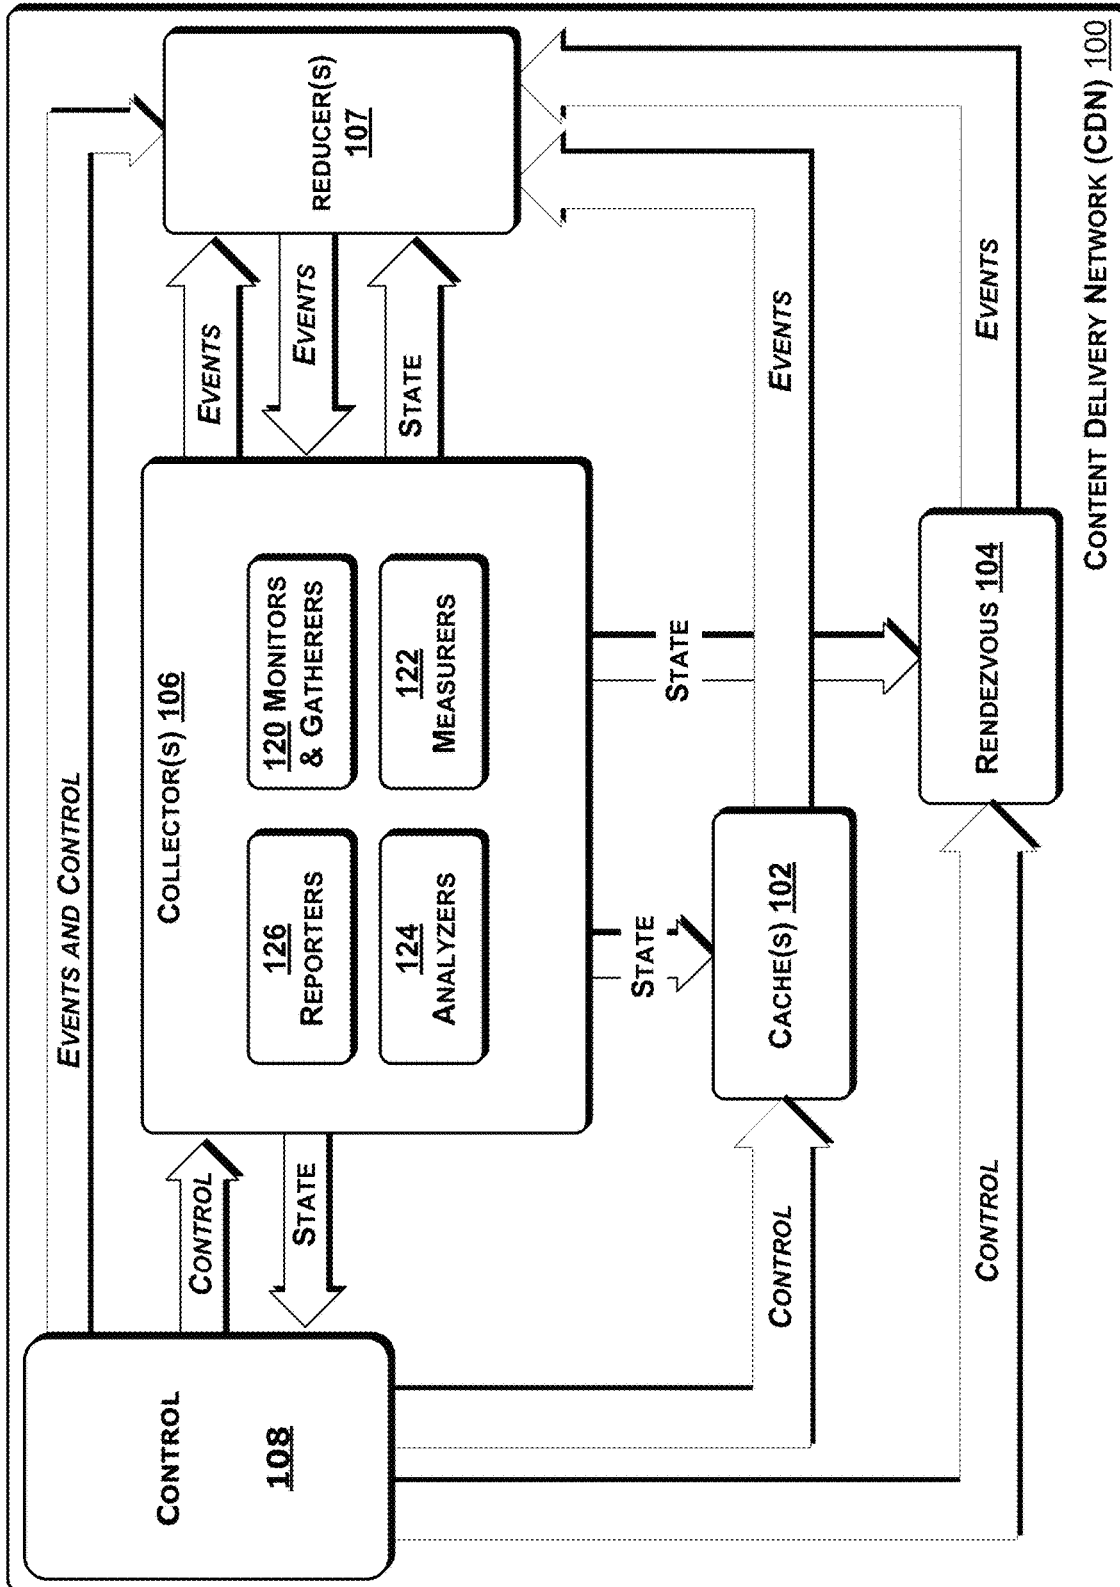 EVENTS AND CONTROL
CONTROL
108
CONTROL
STATE
COLLECTOR(S) 106
126
REPORTERS
120 MONITORS
& GATHERERS
124
ANALYZERS
122
MEASURERS
EVENTS
EVENTS
STATE
REDUCER(S)
107
STATE
STATE
CONTROL
CACHE(S) 102
EVENTS
CONTROL
RENDEZVOUS 104
EVENTS
CONTENT DELIVERY NETWORK (CDN) 100